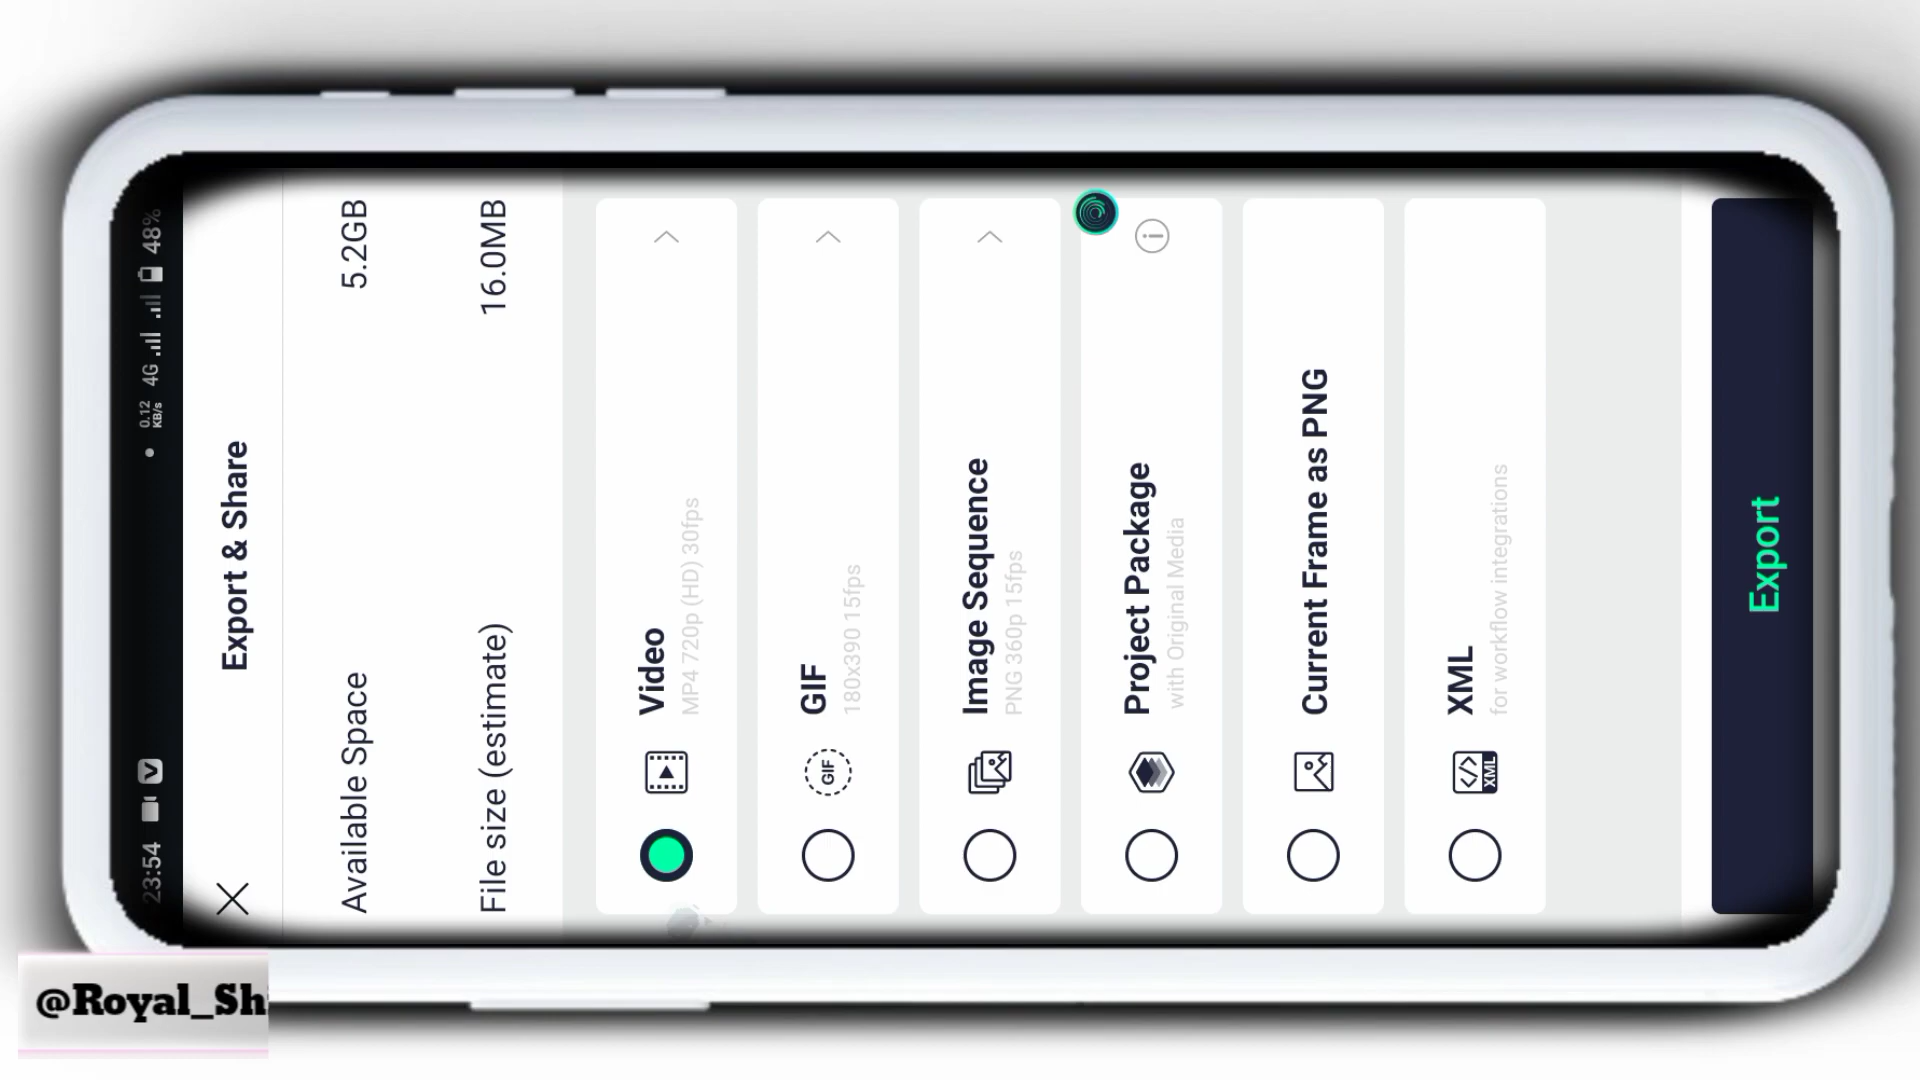 23:54
0.12
KB/s
4G
48%
Export & Share
Available Space 5.2GB
File size (estimate) 16.0MB
Video
MP4 720p (HD) 30fps
GIF
GIF
180x390 15fps
Image Sequence
PNG 360p 15fps
Project Package
with Original Media
Current Frame as PNG
XML
XML
for workflow integrations
Export
@Royal_Sh